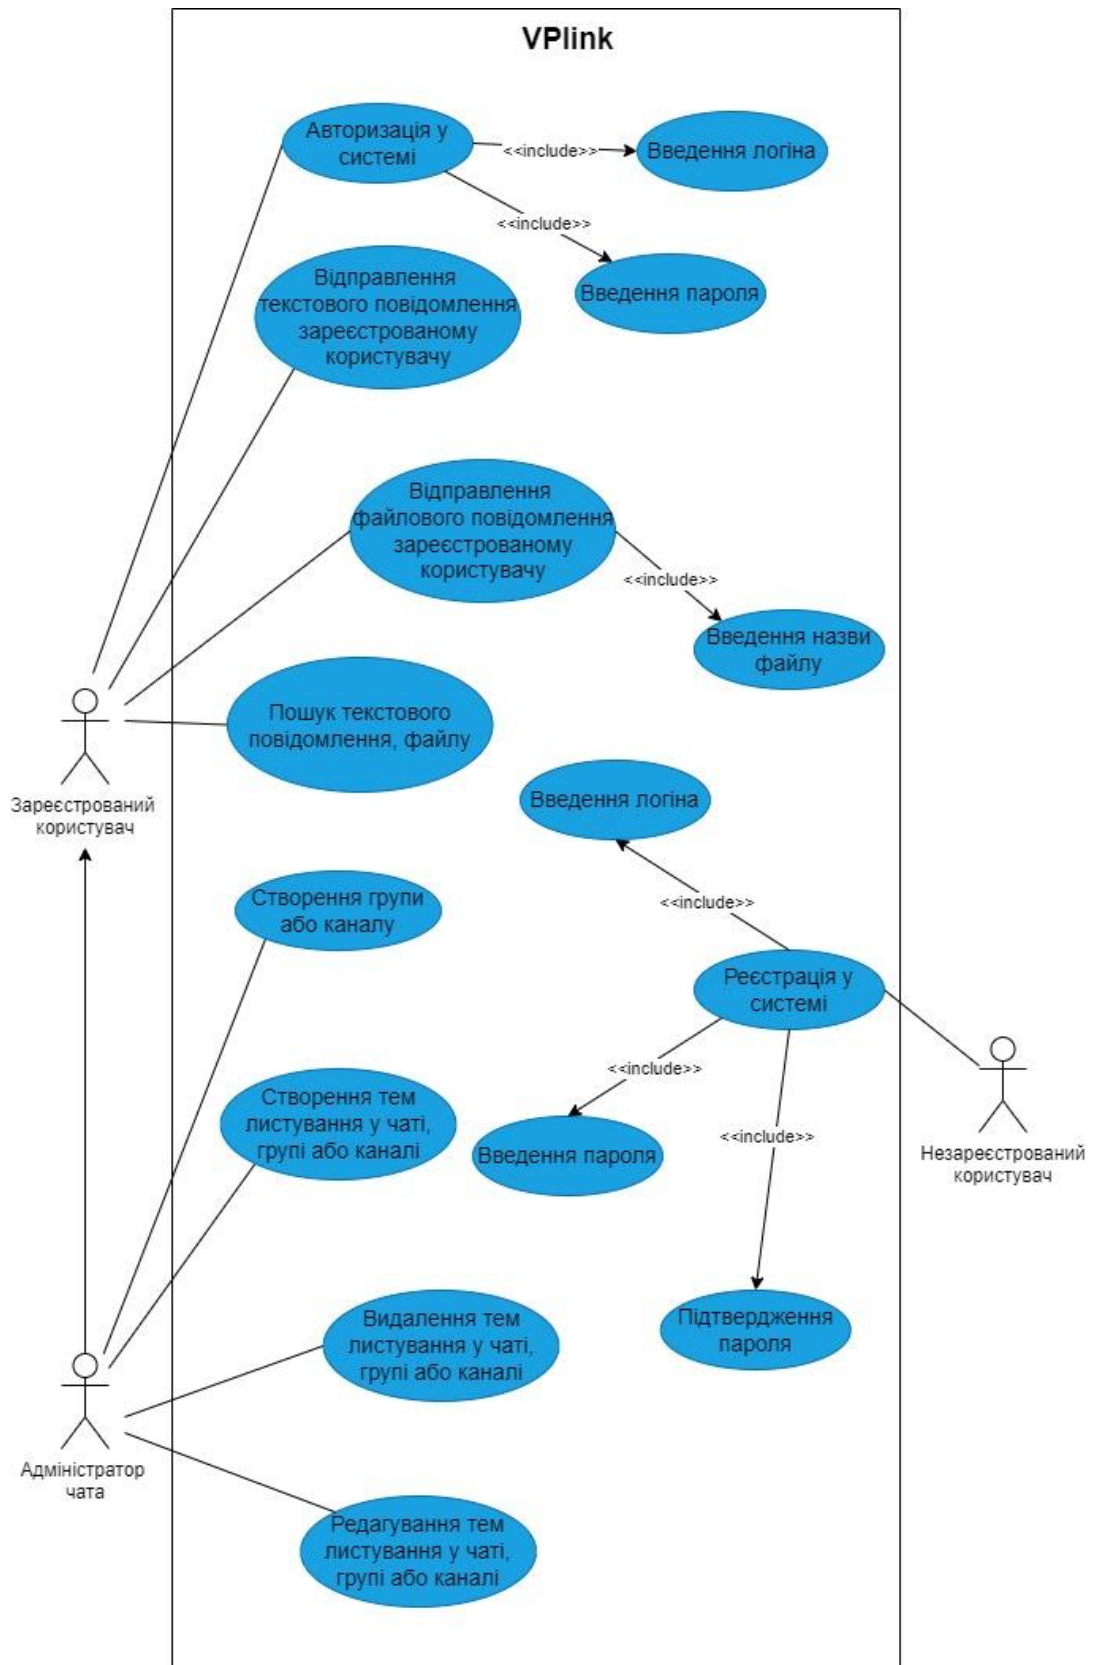 VPlink
Авторизація у
системі
<<include>>
Введення логіна
<<include>>
Введення пароля
Відправлення
текстового повідомлення
зареєстрованому
користувачу
Відправлення
файлового повідомлення
зареєстрованому
користувачу
<<include>>
Введення назви
файлу
Пошук текстового
повідомлення, файлу
Зареєстрований
користувач
Введення логіна
<<include>>
Створення групи
або каналу
Реєстрація у
системі
<<include>>
Створення тем
листування у чаті,
групі або каналі
Введення пароля
<<include>>
Незареєстрований
користувач
Видалення тем
листування у чаті,
групі або каналі
Підтвердження
пароля
Адміністратор
чата
Редагування тем
листування у чаті,
групі або каналі